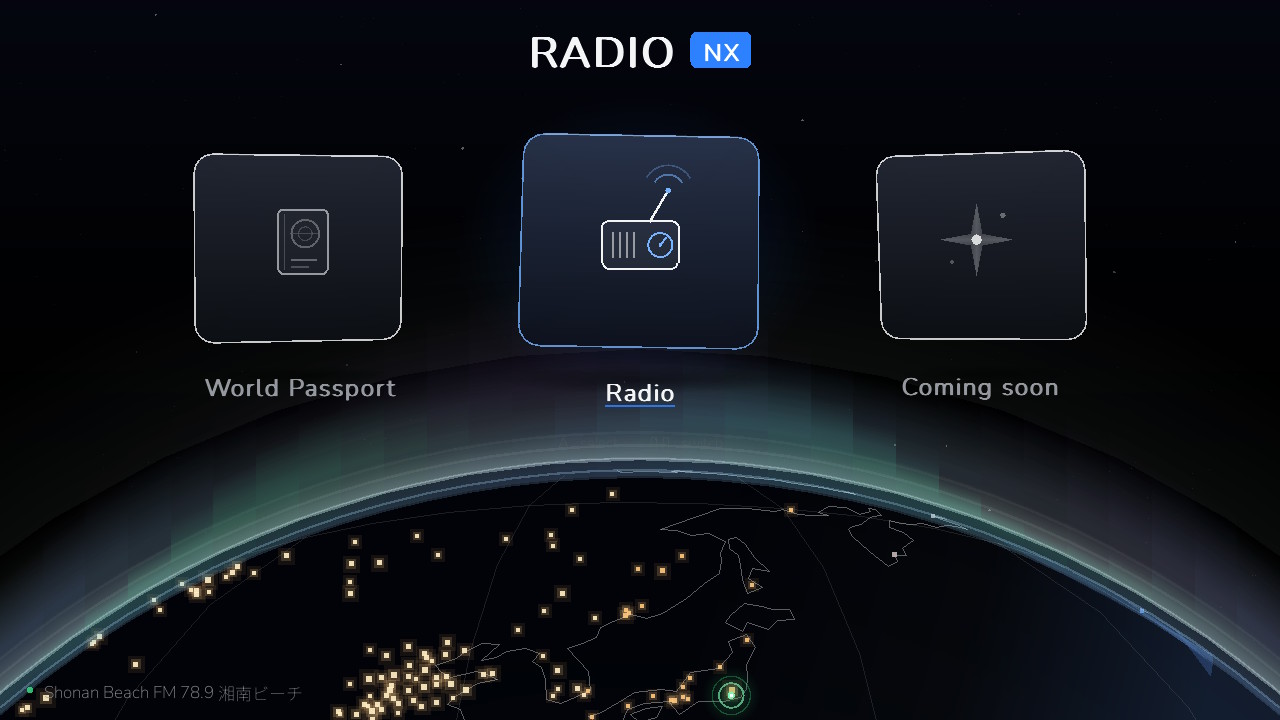 RADIO NX
World Passport
Radio
Coming soon
Shonan Beach FM 78.9 湘南ビーチ